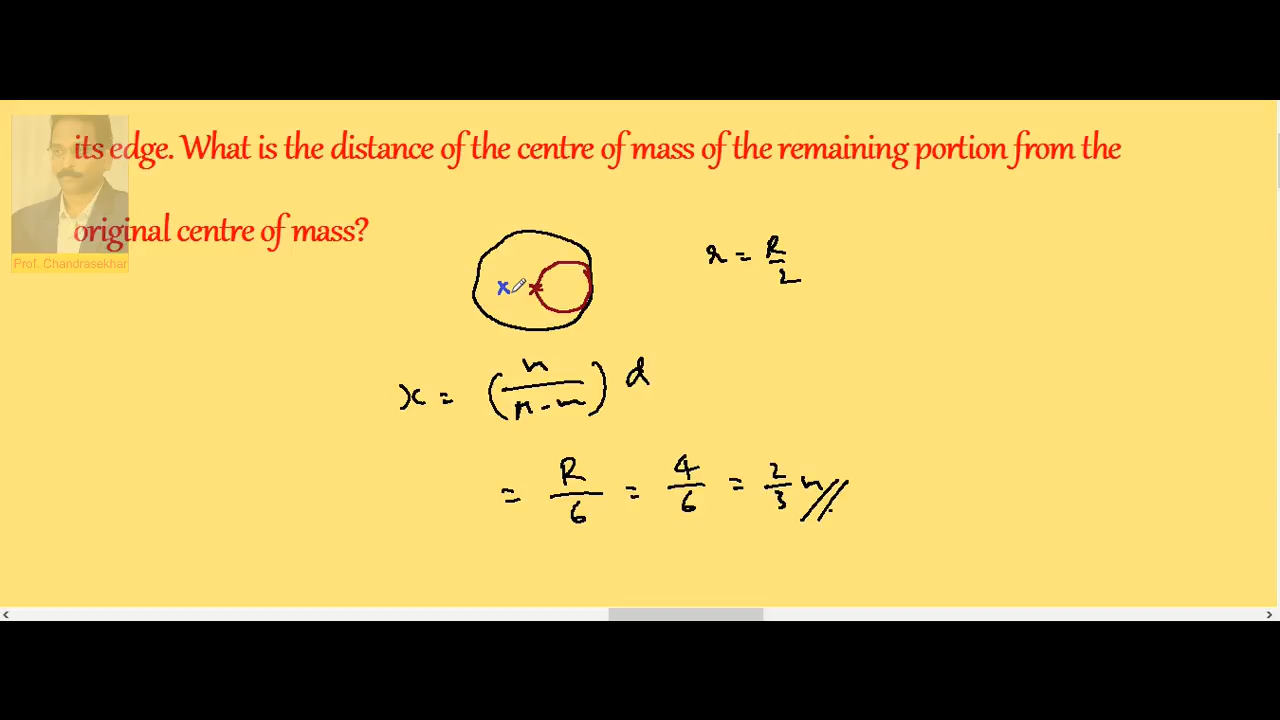 its edge. What is the distance of the centre of mass of the remaining portion from the
original centre of mass?
Prof. Chandrasekhar
r = R/2
x x
x = (m/(M-m)) d
= R/6 = 4/6 = 2/3 m//